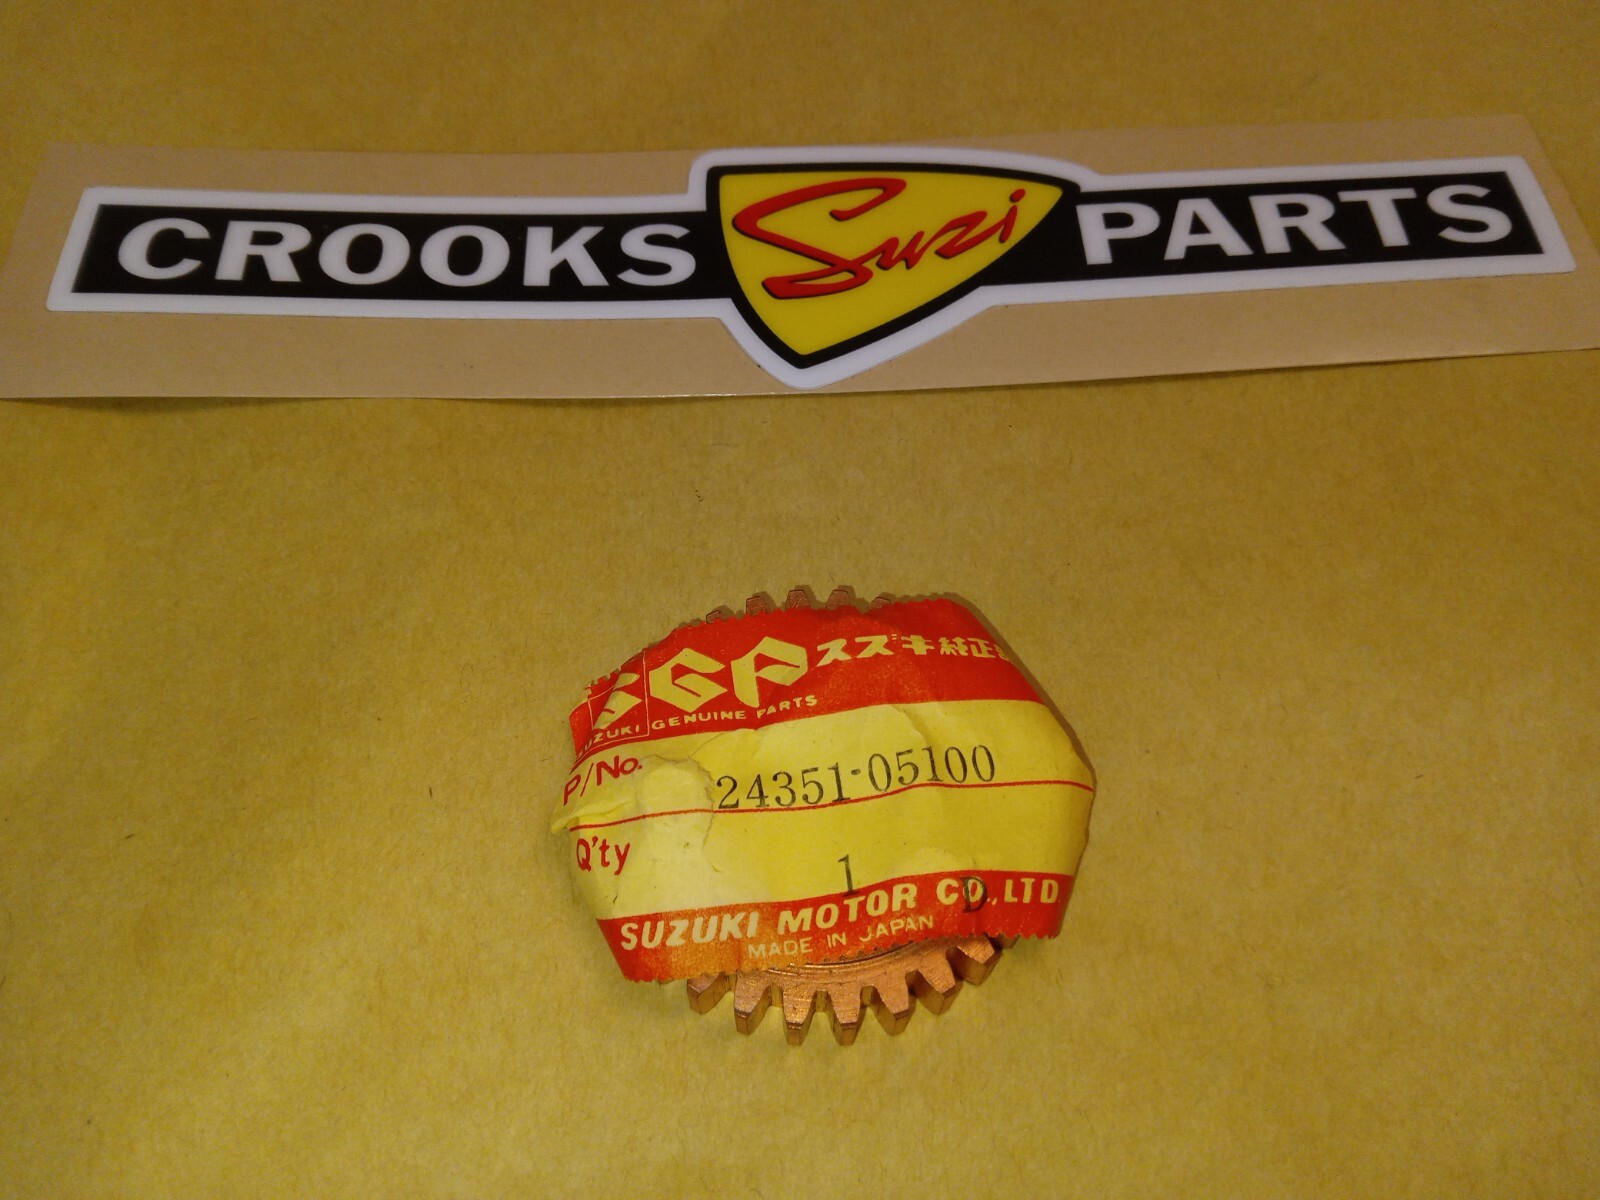 CROOKS Suzi PARTS
SGP スズキ純正
SUZUKI GENUINE PARTS
P/No. 24351-05100
Q'ty 1
D
SUZUKI MOTOR CO.,LTD
MADE IN JAPAN